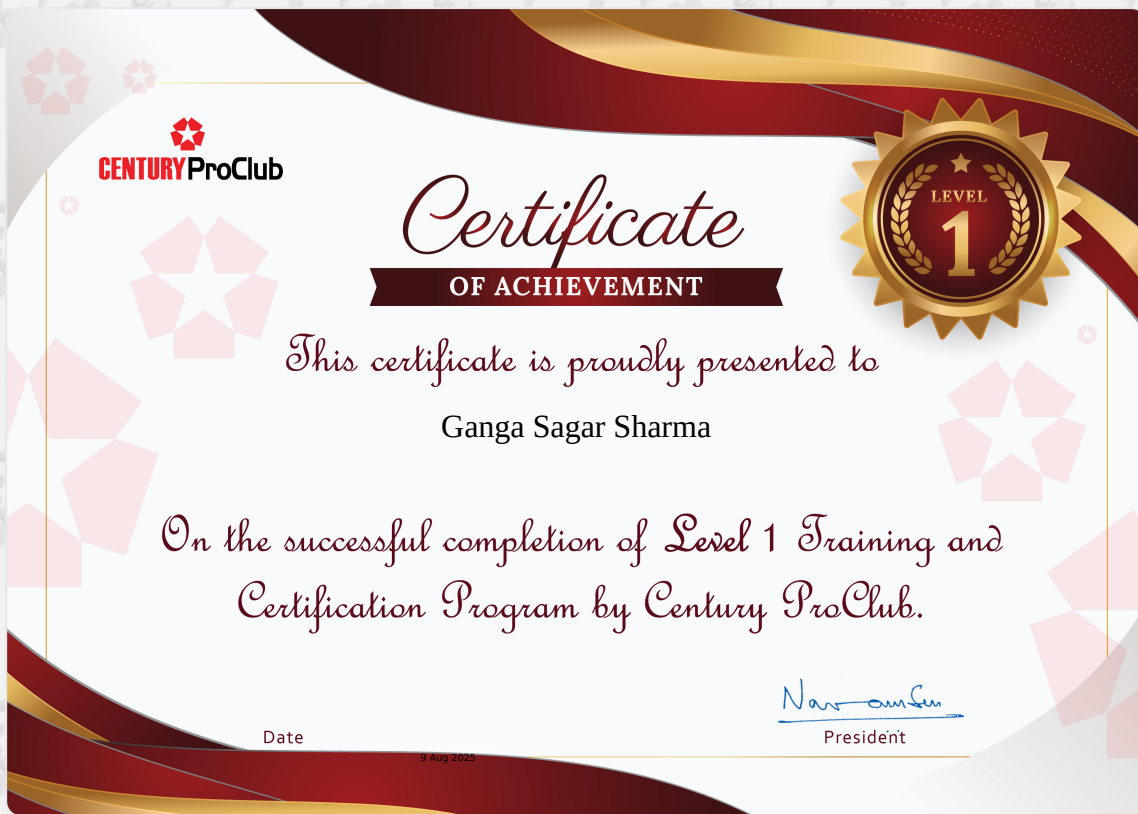 CENTURY ProClub
LEVEL
1
Certificate
OF ACHIEVEMENT
This certificate is proudly presented to
Ganga Sagar Sharma
On the successful completion of Level 1 Training and
Certification Program by Century ProClub.
Date
9 Aug 2025
President